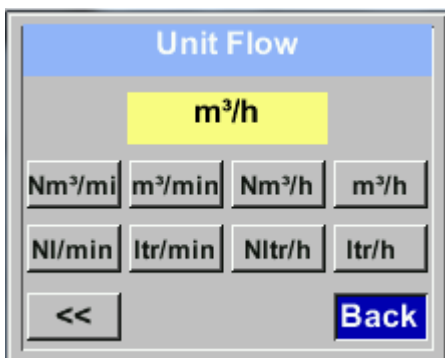 Unit Flow
m³/h
Nm³/mi m³/min Nm³/h m³/h
Nl/min ltr/min Nltr/h ltr/h
<< Back